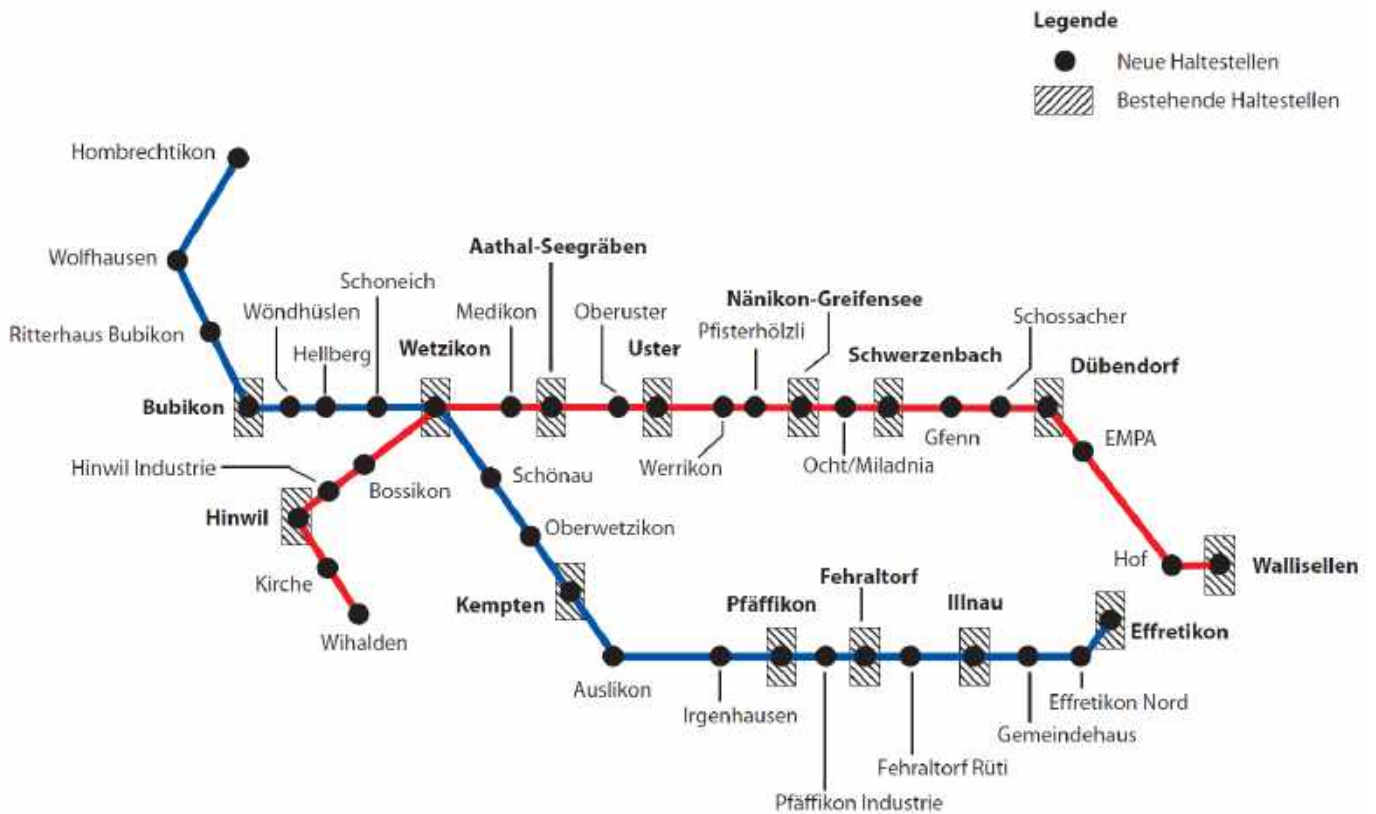 Legende
Neue Haltestellen
Bestehende Haltestellen
Hombrechtikon
Wolfhausen
Ritterhaus Bubikon
Bubikon
Wöndhüslen
Hellberg
Schoneich
Wetzikon
Medikon
Aathal-Seegräben
Oberuster
Uster
Werrikon
Pfisterhölzli
Nänikon-Greifensee
Ocht/Miladnia
Schwerzenbach
Gfenn
Schossacher
Dübendorf
EMPA
Hof
Wallisellen
Hinwil Industrie
Bossikon
Hinwil
Kirche
Wihalden
Schönau
Oberwetzikon
Kempten
Auslikon
Irgenhausen
Pfäffikon
Pfäffikon Industrie
Fehraltorf
Fehraltorf Rüti
Illnau
Gemeindehaus
Effretikon Nord
Effretikon